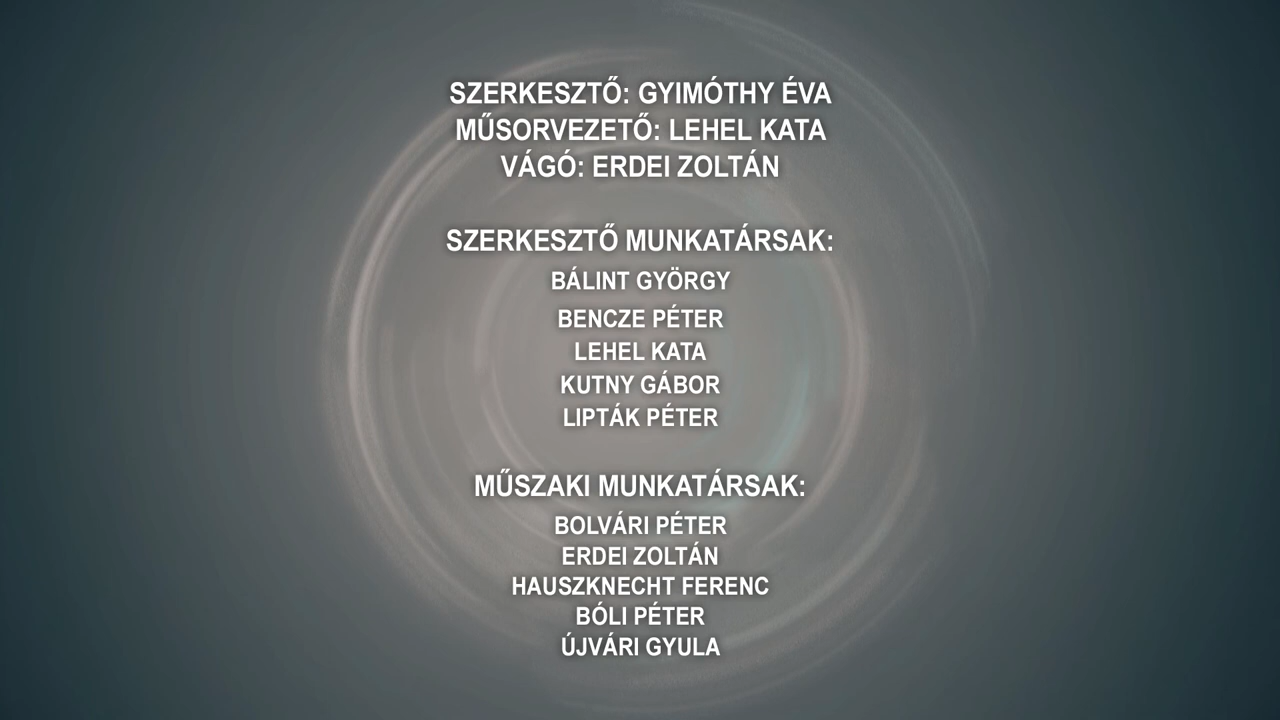 SZERKESZTŐ: GYIMÓTHY ÉVA
MŰSORVEZETŐ: LEHEL KATA
VÁGÓ: ERDEI ZOLTÁN
SZERKESZTŐ MUNKATÁRSAK:
BÁLINT GYÖRGY
BENCZE PÉTER
LEHEL KATA
KUTNY GÁBOR
LIPTÁK PÉTER
MŰSZAKI MUNKATÁRSAK:
BOLVÁRI PÉTER
ERDEI ZOLTÁN
HAUSZKNECHT FERENC
BÓLI PÉTER
ÚJVÁRI GYULA